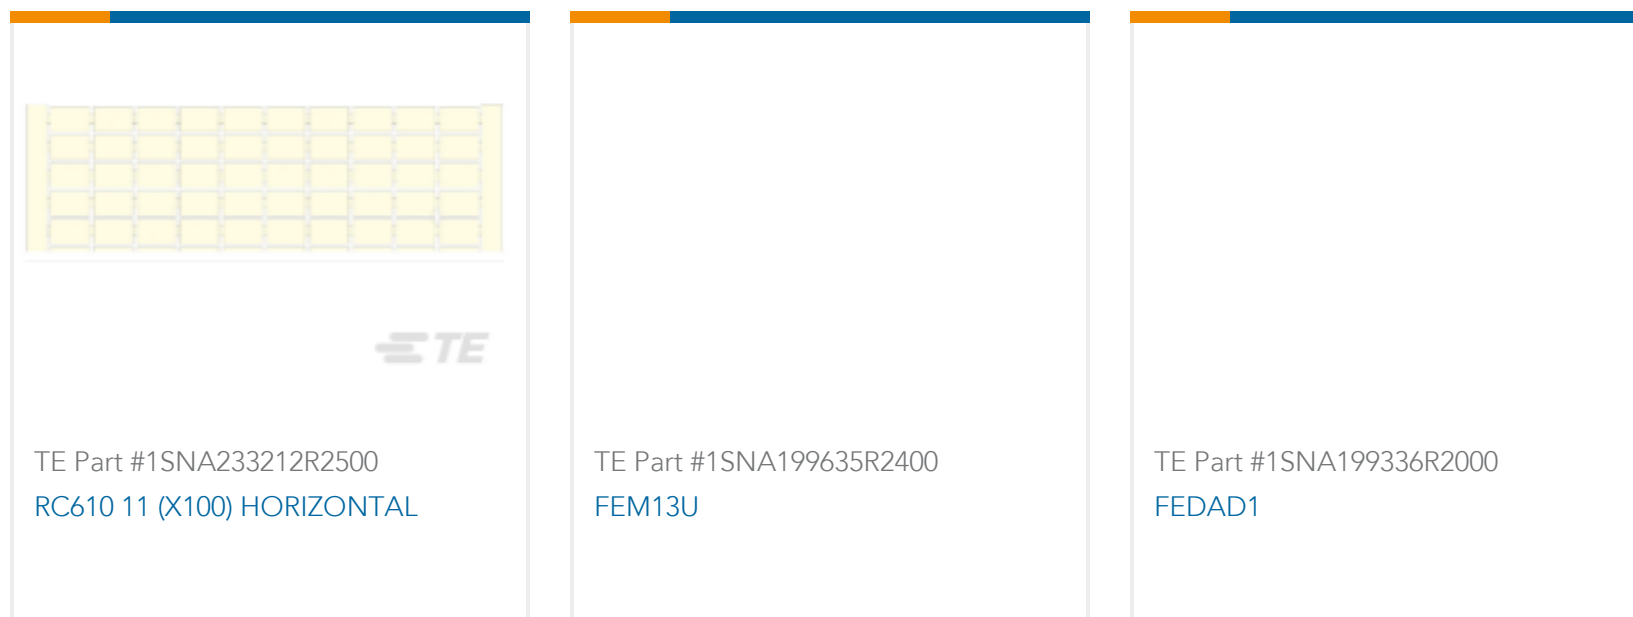 TE
TE Part #1SNA233212R2500
RC610 11 (X100) HORIZONTAL
TE Part #1SNA199635R2400
FEM13U
TE Part #1SNA199336R2000
FEDAD1